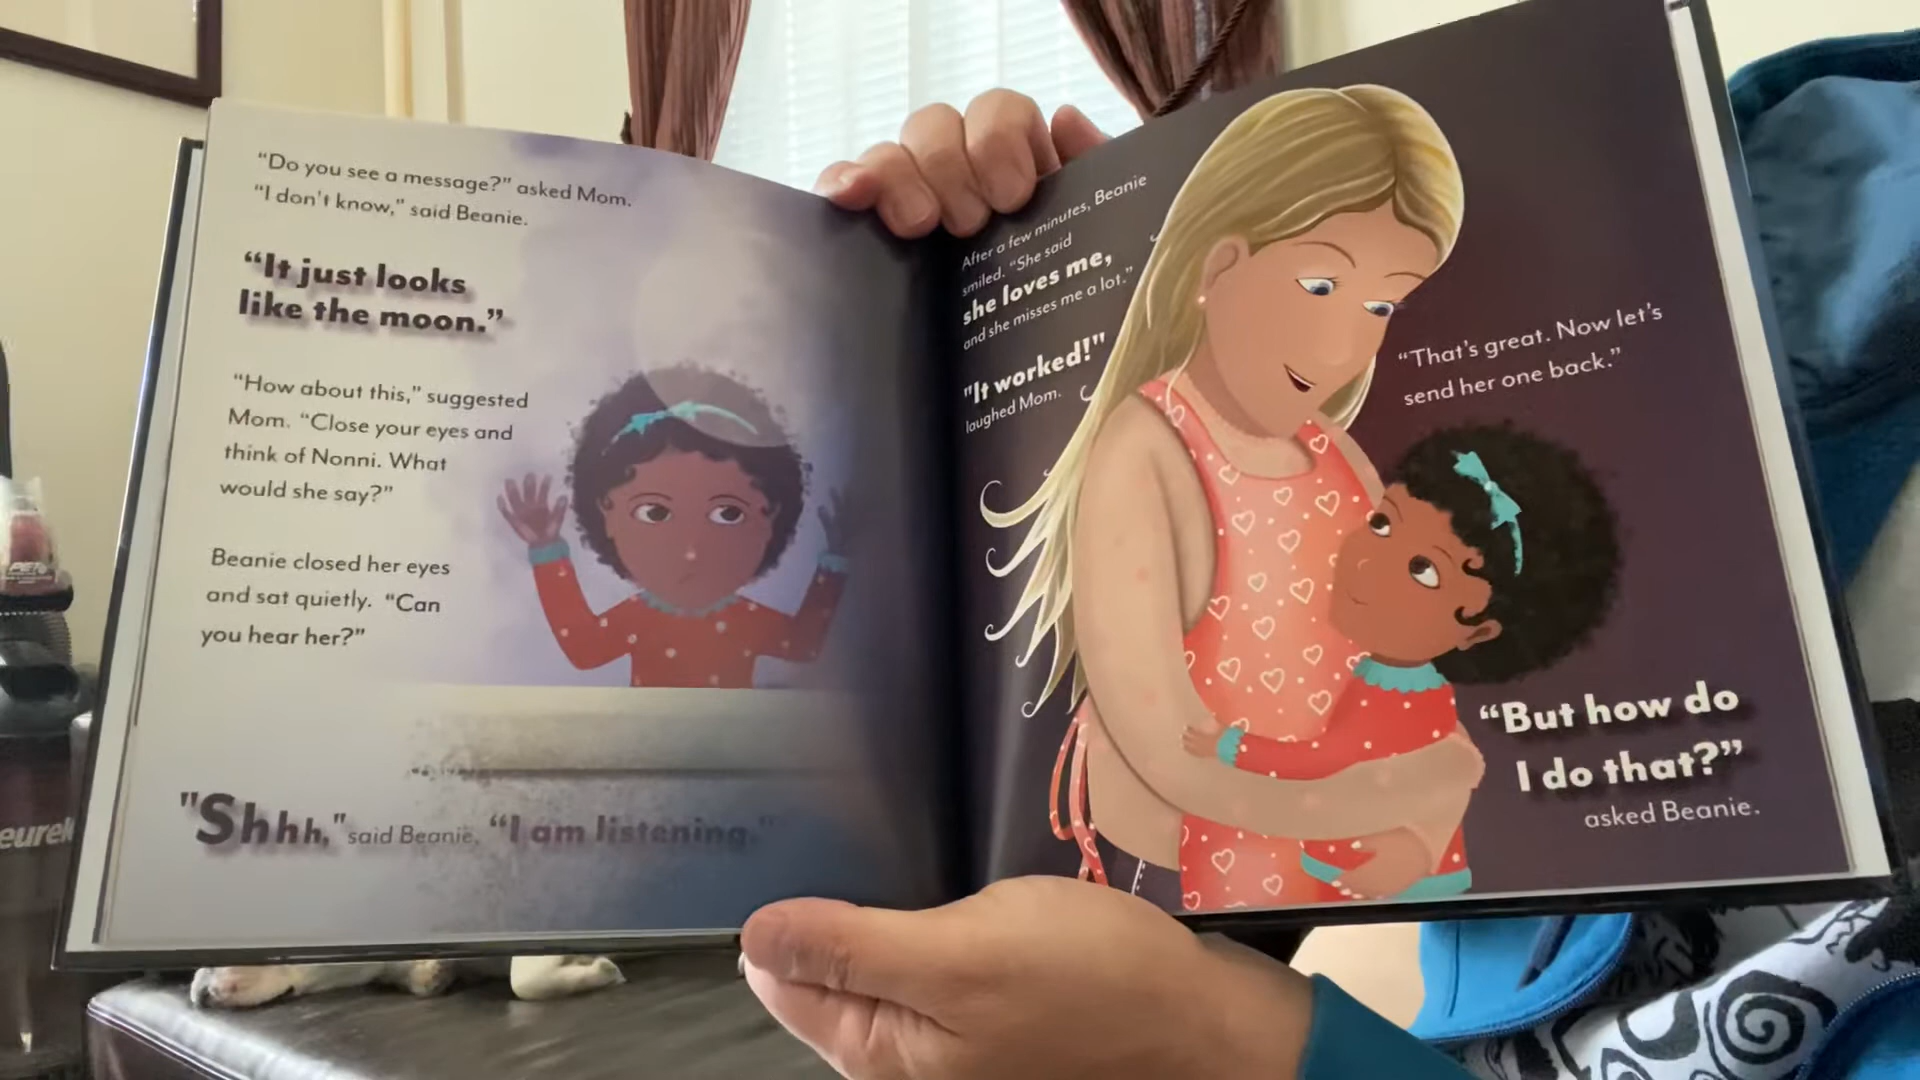 “Do you see a message?” asked Mom.
“I don't know,” said Beanie.
“It just looks
like the moon.”
“How about this,” suggested
Mom. “Close your eyes and
think of Nonni. What
would she say?”
Beanie closed her eyes
and sat quietly. “Can
you hear her?”
"Shhh," said Beanie, “I am listening.”
After a few minutes, Beanie
smiled. “She said
she loves me,
and she misses me a lot.”
"It worked!”
laughed Mom.
“That's great. Now let's
send her one back.”
“But how do
I do that?”
asked Beanie.
eurek